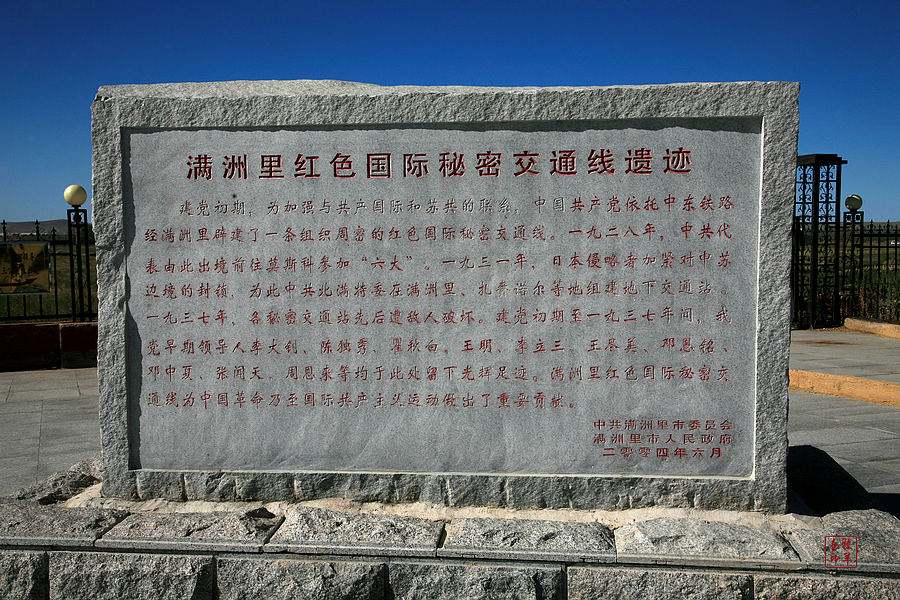 满洲里红色国际秘密交通线遗迹
建党初期，为加强与共产国际和苏共的联系，中国共产党依托中东铁路
经满洲里辟建了一条组织周密的红色国际秘密交通线。一九二八年，中共代
表由此出境前往莫斯科参加“六大”。一九三一年，日本侵略者加紧对中苏
边境的封锁，为此中共北满特委在满洲里、扎赉诺尔等地组建地下交通站。
一九三七年，各秘密交通站先后遭敌人破坏。建党初期至一九三七年间，我
党早期领导人李大钊、陈独秀、瞿秋白、王明、李立三、王尽美、邓恩铭、
邓中夏、张闻天、周恩来等均于此处留下光辉足迹。满洲里红色国际秘密交
通线为中国革命乃至国际共产主义运动做出了重要贡献。
中共满洲里市委员会
满洲里市人民政府
二零零四年六月